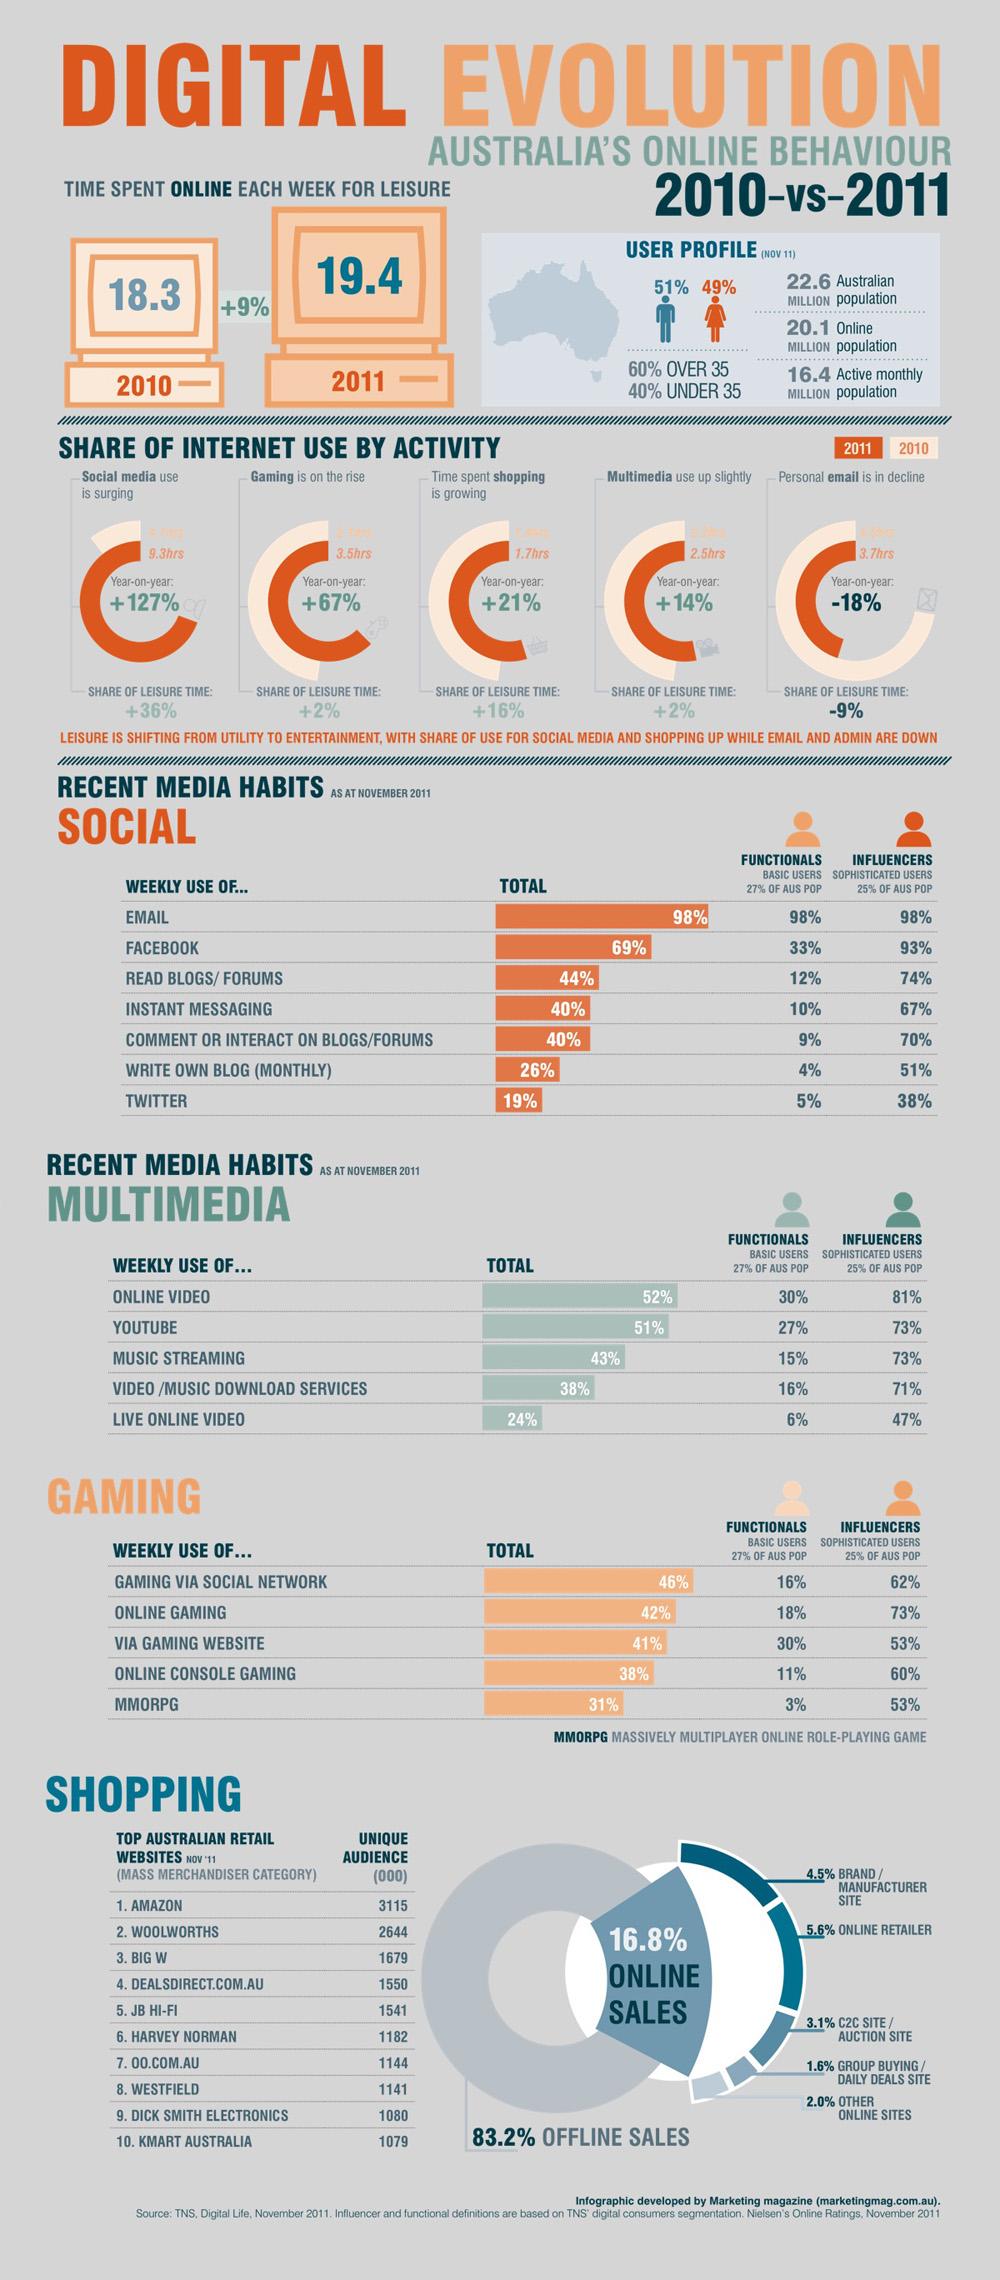 DIGITAL EVOLUTION
AUSTRALIA'S ONLINE BEHAVIOUR
2010-vs-2011
TIME SPENT ONLINE EACH WEEK FOR LEISURE
18.3
+9%
19.4
2010
2011
USER PROFILE (NOV 11)
51% 49%
60% OVER 35
40% UNDER 35
22.6 Australian
MILLION population
20.1 Online
MILLION population
16.4 Active monthly
MILLION population
SHARE OF INTERNET USE BY ACTIVITY
2011 2010
Social media use
is surging
9.3hrs
Year-on-year:
+127%
SHARE OF LEISURE TIME:
+36%
Gaming is on the rise
3.5hrs
Year-on-year:
+67%
SHARE OF LEISURE TIME:
+2%
Time spent shopping
is growing
1.7hrs
Year-on-year:
+21%
SHARE OF LEISURE TIME:
+16%
Multimedia use up slightly
2.5hrs
Year-on-year:
+14%
SHARE OF LEISURE TIME:
+2%
Personal email is in decline
3.7hrs
Year-on-year:
-18%
SHARE OF LEISURE TIME:
-9%
LEISURE IS SHIFTING FROM UTILITY TO ENTERTAINMENT, WITH SHARE OF USE FOR SOCIAL MEDIA AND SHOPPING UP WHILE EMAIL AND ADMIN ARE DOWN
RECENT MEDIA HABITS AS AT NOVEMBER 2011
SOCIAL
FUNCTIONALS INFLUENCERS
BASIC USERS SOPHISTICATED USERS
27% OF AUS POP 25% OF AUS POP
WEEKLY USE OF... TOTAL
EMAIL 98% 98% 98%
FACEBOOK 69% 33% 93%
READ BLOGS/ FORUMS 44% 12% 74%
INSTANT MESSAGING 40% 10% 67%
COMMENT OR INTERACT ON BLOGS/FORUMS 40% 9% 70%
WRITE OWN BLOG (MONTHLY) 26% 4% 51%
TWITTER 19% 5% 38%
RECENT MEDIA HABITS AS AT NOVEMBER 2011
MULTIMEDIA
FUNCTIONALS INFLUENCERS
BASIC USERS SOPHISTICATED USERS
27% OF AUS POP 25% OF AUS POP
WEEKLY USE OF... TOTAL
ONLINE VIDEO 52% 30% 81%
YOUTUBE 51% 27% 73%
MUSIC STREAMING 43% 15% 73%
VIDEO /MUSIC DOWNLOAD SERVICES 38% 16% 71%
LIVE ONLINE VIDEO 24% 6% 47%
GAMING
FUNCTIONALS INFLUENCERS
BASIC USERS SOPHISTICATED USERS
27% OF AUS POP 25% OF AUS POP
WEEKLY USE OF... TOTAL
GAMING VIA SOCIAL NETWORK 46% 16% 62%
ONLINE GAMING 42% 18% 73%
VIA GAMING WEBSITE 41% 30% 53%
ONLINE CONSOLE GAMING 38% 11% 60%
MMORPG 31% 3% 53%
MMORPG MASSIVELY MULTIPLAYER ONLINE ROLE-PLAYING GAME
SHOPPING
TOP AUSTRALIAN RETAIL UNIQUE
WEBSITES NOV '11 AUDIENCE
(MASS MERCHANDISER CATEGORY) (000)
1. AMAZON 3115
2. WOOLWORTHS 2644
3. BIG W 1679
4. DEALSDIRECT.COM.AU 1550
5. JB HI-FI 1541
6. HARVEY NORMAN 1182
7. OO.COM.AU 1144
8. WESTFIELD 1141
9. DICK SMITH ELECTRONICS 1080
10. KMART AUSTRALIA 1079
16.8%
ONLINE
SALES
4.5% BRAND /
MANUFACTURER
SITE
5.6% ONLINE RETAILER
3.1% C2C SITE /
AUCTION SITE
1.6% GROUP BUYING /
DAILY DEALS SITE
2.0% OTHER
ONLINE SITES
83.2% OFFLINE SALES
Infographic developed by Marketing magazine (marketingmag.com.au).
Source: TNS, Digital Life, November 2011. Influencer and functional definitions are based on TNS' digital consumers segmentation. Nielsen's Online Ratings, November 2011